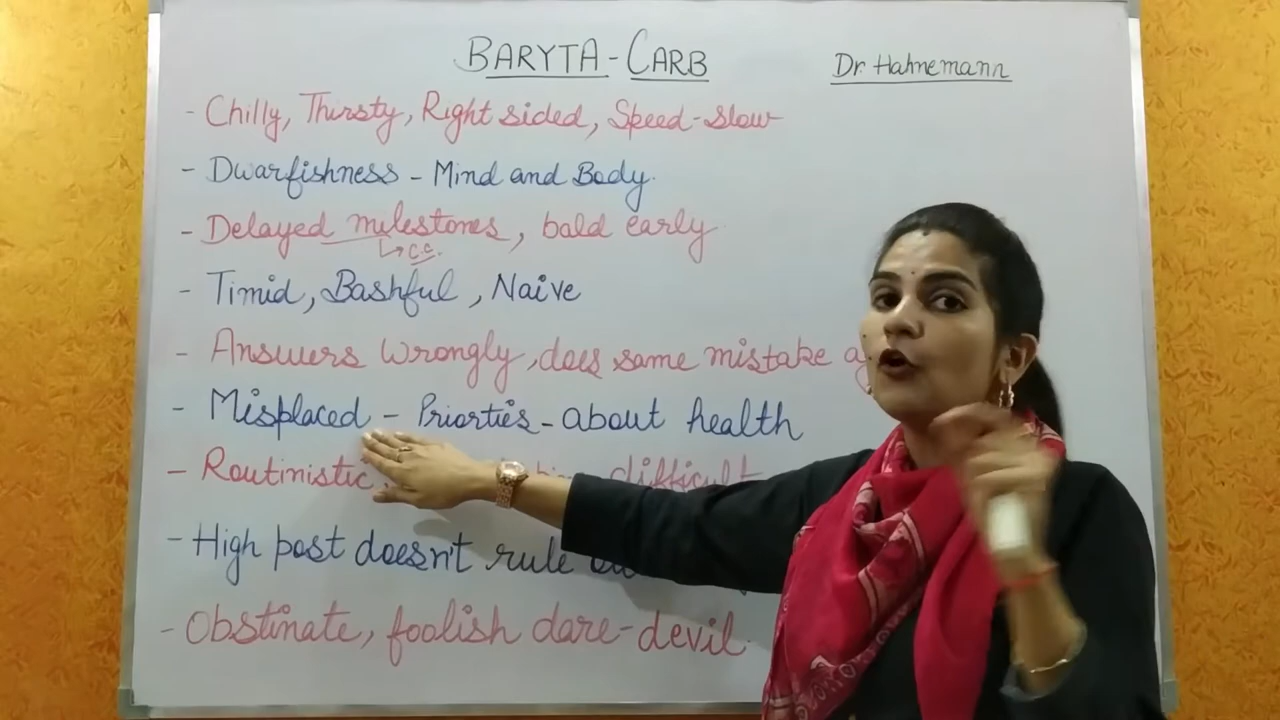 BARYTA-CARB
Dr. Hahnemann
- Chilly, Thirsty, Right sided, Speed-slow
- Dwarfishness - Mind and Body.
- Delayed milestones, bald early
↳ C.C.
- Timid, Bashful, Naive
- Answers Wrongly, does same mistake
- Misplaced - Priorties - about health
- Routinistic difficult
- High post doesn't rule
- Obstinate, foolish dare-devil.